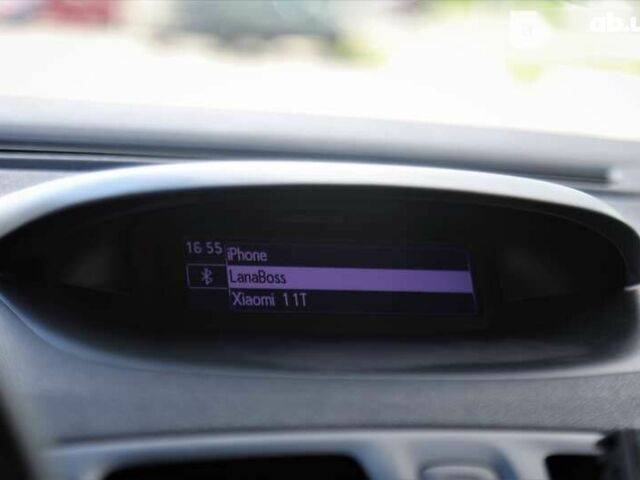 ab.u
16 55
iPhone
LanaBoss
Xiaomi 11T